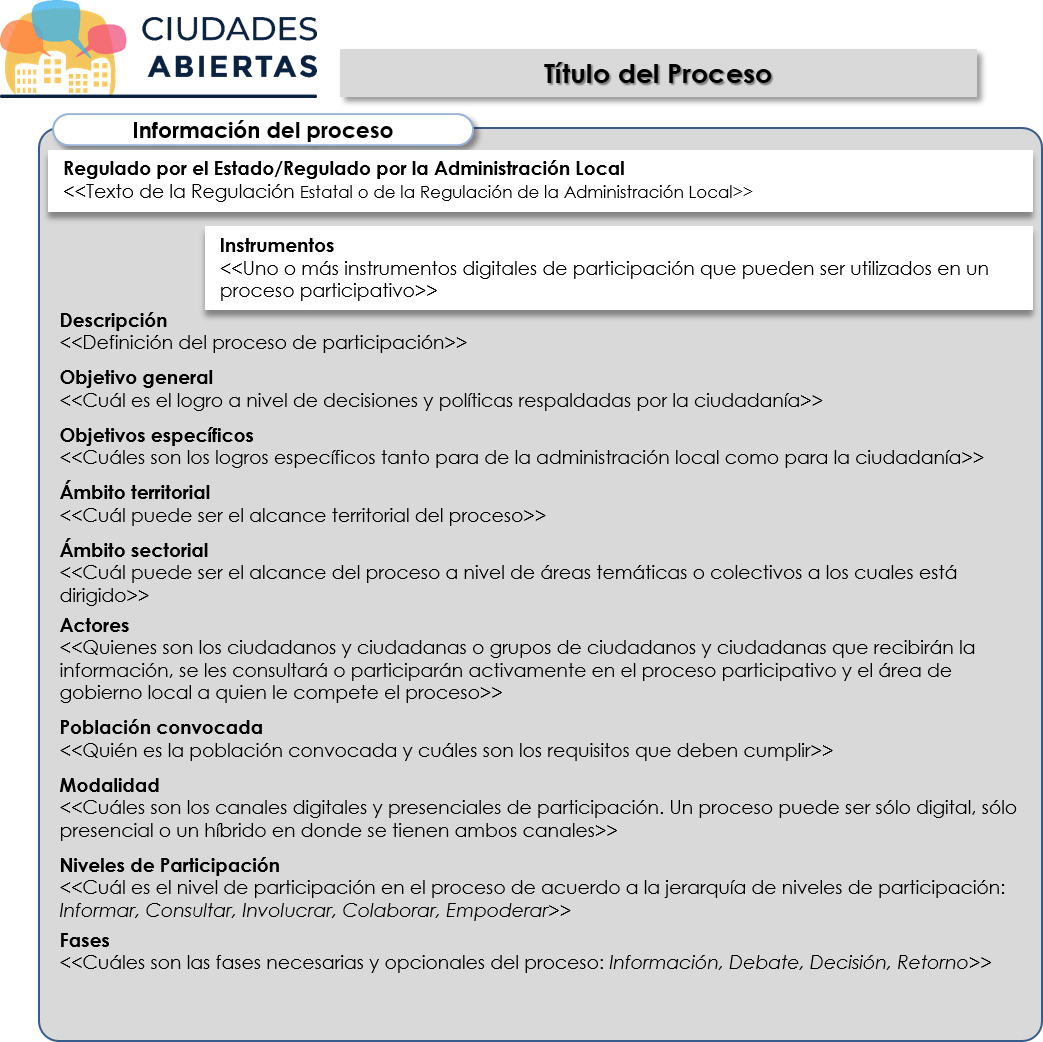 CIUDADES
ABIERTAS
Título del Proceso
Información del proceso
Regulado por el Estado/Regulado por la Administración Local
<<Texto de la Regulación Estatal o de la Regulación de la Administración Local>>
Instrumentos
<<Uno o más instrumentos digitales de participación que pueden ser utilizados en un
proceso participativo>>
Descripción
<<Definición del proceso de participación>>
Objetivo general
<<Cuál es el logro a nivel de decisiones y políticas respaldadas por la ciudadanía>>
Objetivos específicos
<<Cuáles son los logros específicos tanto para de la administración local como para la ciudadanía>>
Ámbito territorial
<<Cuál puede ser el alcance territorial del proceso>>
Ámbito sectorial
<<Cuál puede ser el alcance del proceso a nivel de áreas temáticas o colectivos a los cuales está
dirigido>>
Actores
<<Quienes son los ciudadanos y ciudadanas o grupos de ciudadanos y ciudadanas que recibirán la
información, se les consultará o participarán activamente en el proceso participativo y el área de
gobierno local a quien le compete el proceso>>
Población convocada
<<Quién es la población convocada y cuáles son los requisitos que deben cumplir>>
Modalidad
<<Cuáles son los canales digitales y presenciales de participación. Un proceso puede ser sólo digital, sólo
presencial o un híbrido en donde se tienen ambos canales>>
Niveles de Participación
<<Cuál es el nivel de participación en el proceso de acuerdo a la jerarquía de niveles de participación:
Informar, Consultar, Involucrar, Colaborar, Empoderar>>
Fases
<<Cuáles son las fases necesarias y opcionales del proceso: Información, Debate, Decisión, Retorno>>